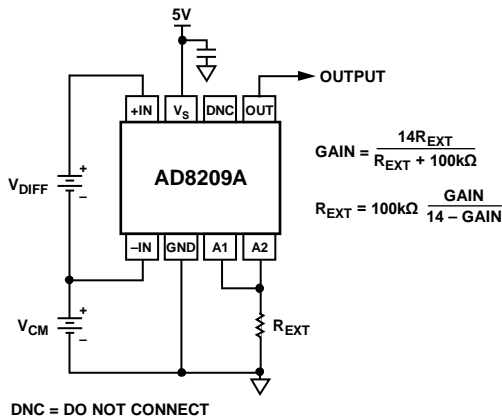 5V
OUTPUT
+IN VS DNC OUT
GAIN = 14REXT / REXT + 100kΩ
AD8209A
VDIFF
+
–
REXT = 100kΩ GAIN / 14 – GAIN
–IN GND A1 A2
VCM
+
–
REXT
DNC = DO NOT CONNECT